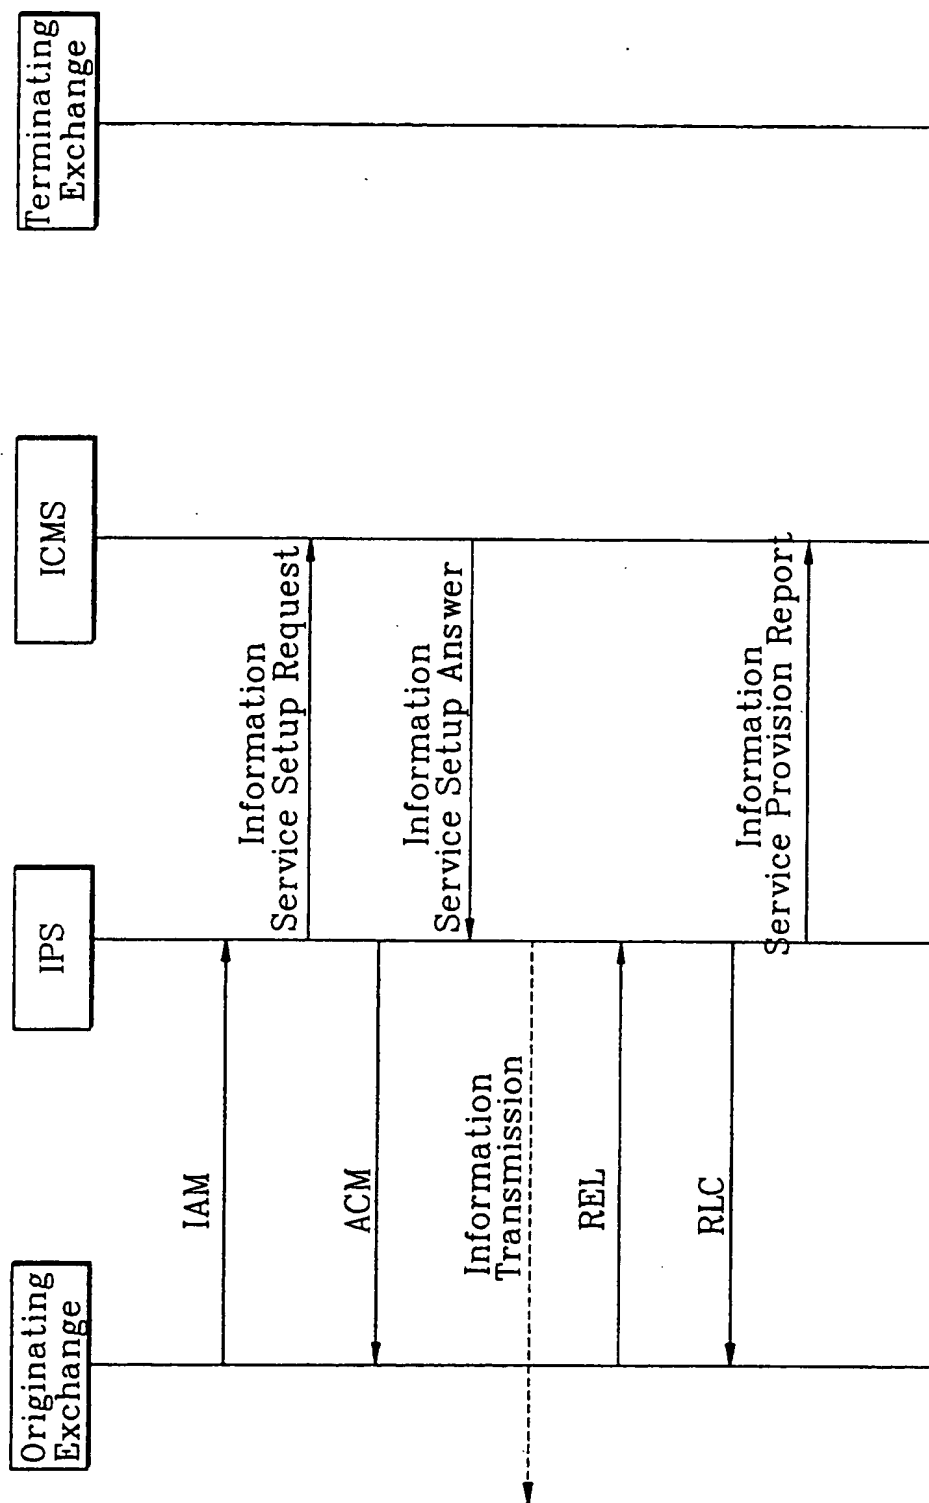 Originating
Exchange
IPS
ICMS
Terminating
Exchange
IAM
Information
Service Setup Request
ACM
Information
Service Setup Answer
Information
Transmission
REL
RLC
Information
Service Provision Report